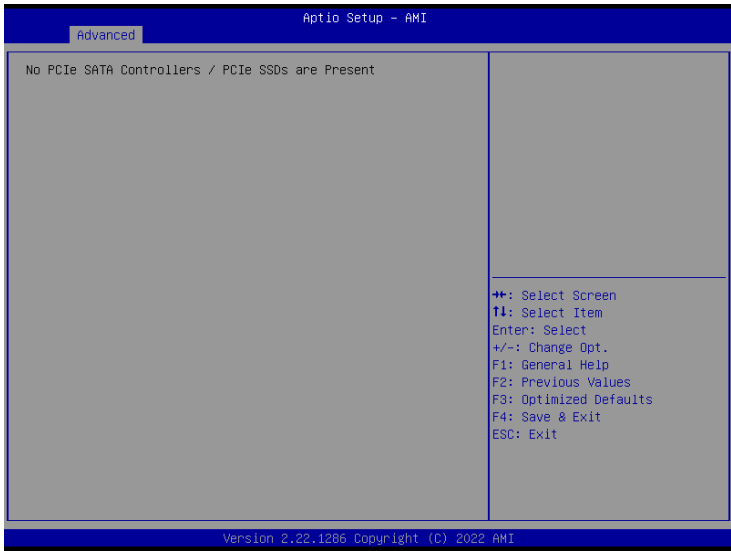 Aptio Setup – AMI
Advanced
No PCIe SATA Controllers / PCIe SSDs are Present
→←: Select Screen
↑↓: Select Item
Enter: Select
+/-: Change Opt.
F1: General Help
F2: Previous Values
F3: Optimized Defaults
F4: Save & Exit
ESC: Exit
Version 2.22.1286 Copyright (C) 2022 AMI